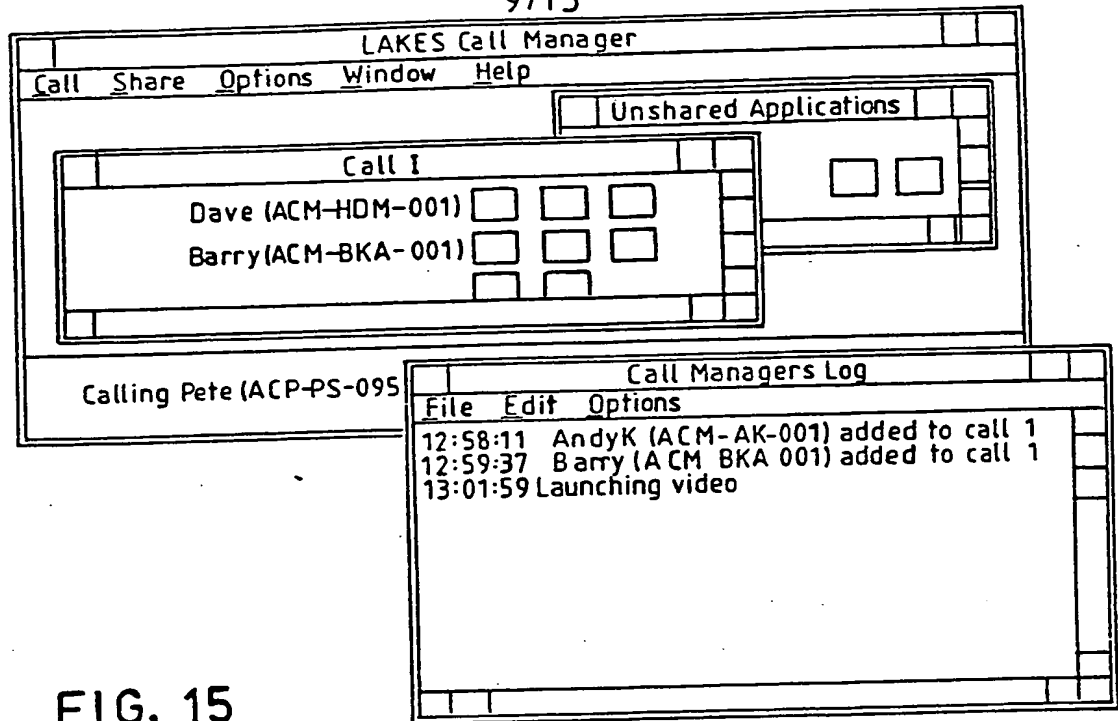 9/15
LAKES Call Manager
Call Share Options Window Help
Unshared Applications
Call I
Dave (ACM-HDM-001)
Barry (ACM-BKA-001)
Calling Pete (ACP-PS-095
Call Managers Log
File Edit Options
12:58:11 AndyK (ACM-AK-001) added to call 1
12:59:37 Barry (ACM BKA 001) added to call 1
13:01:59 Launching video
FIG. 15